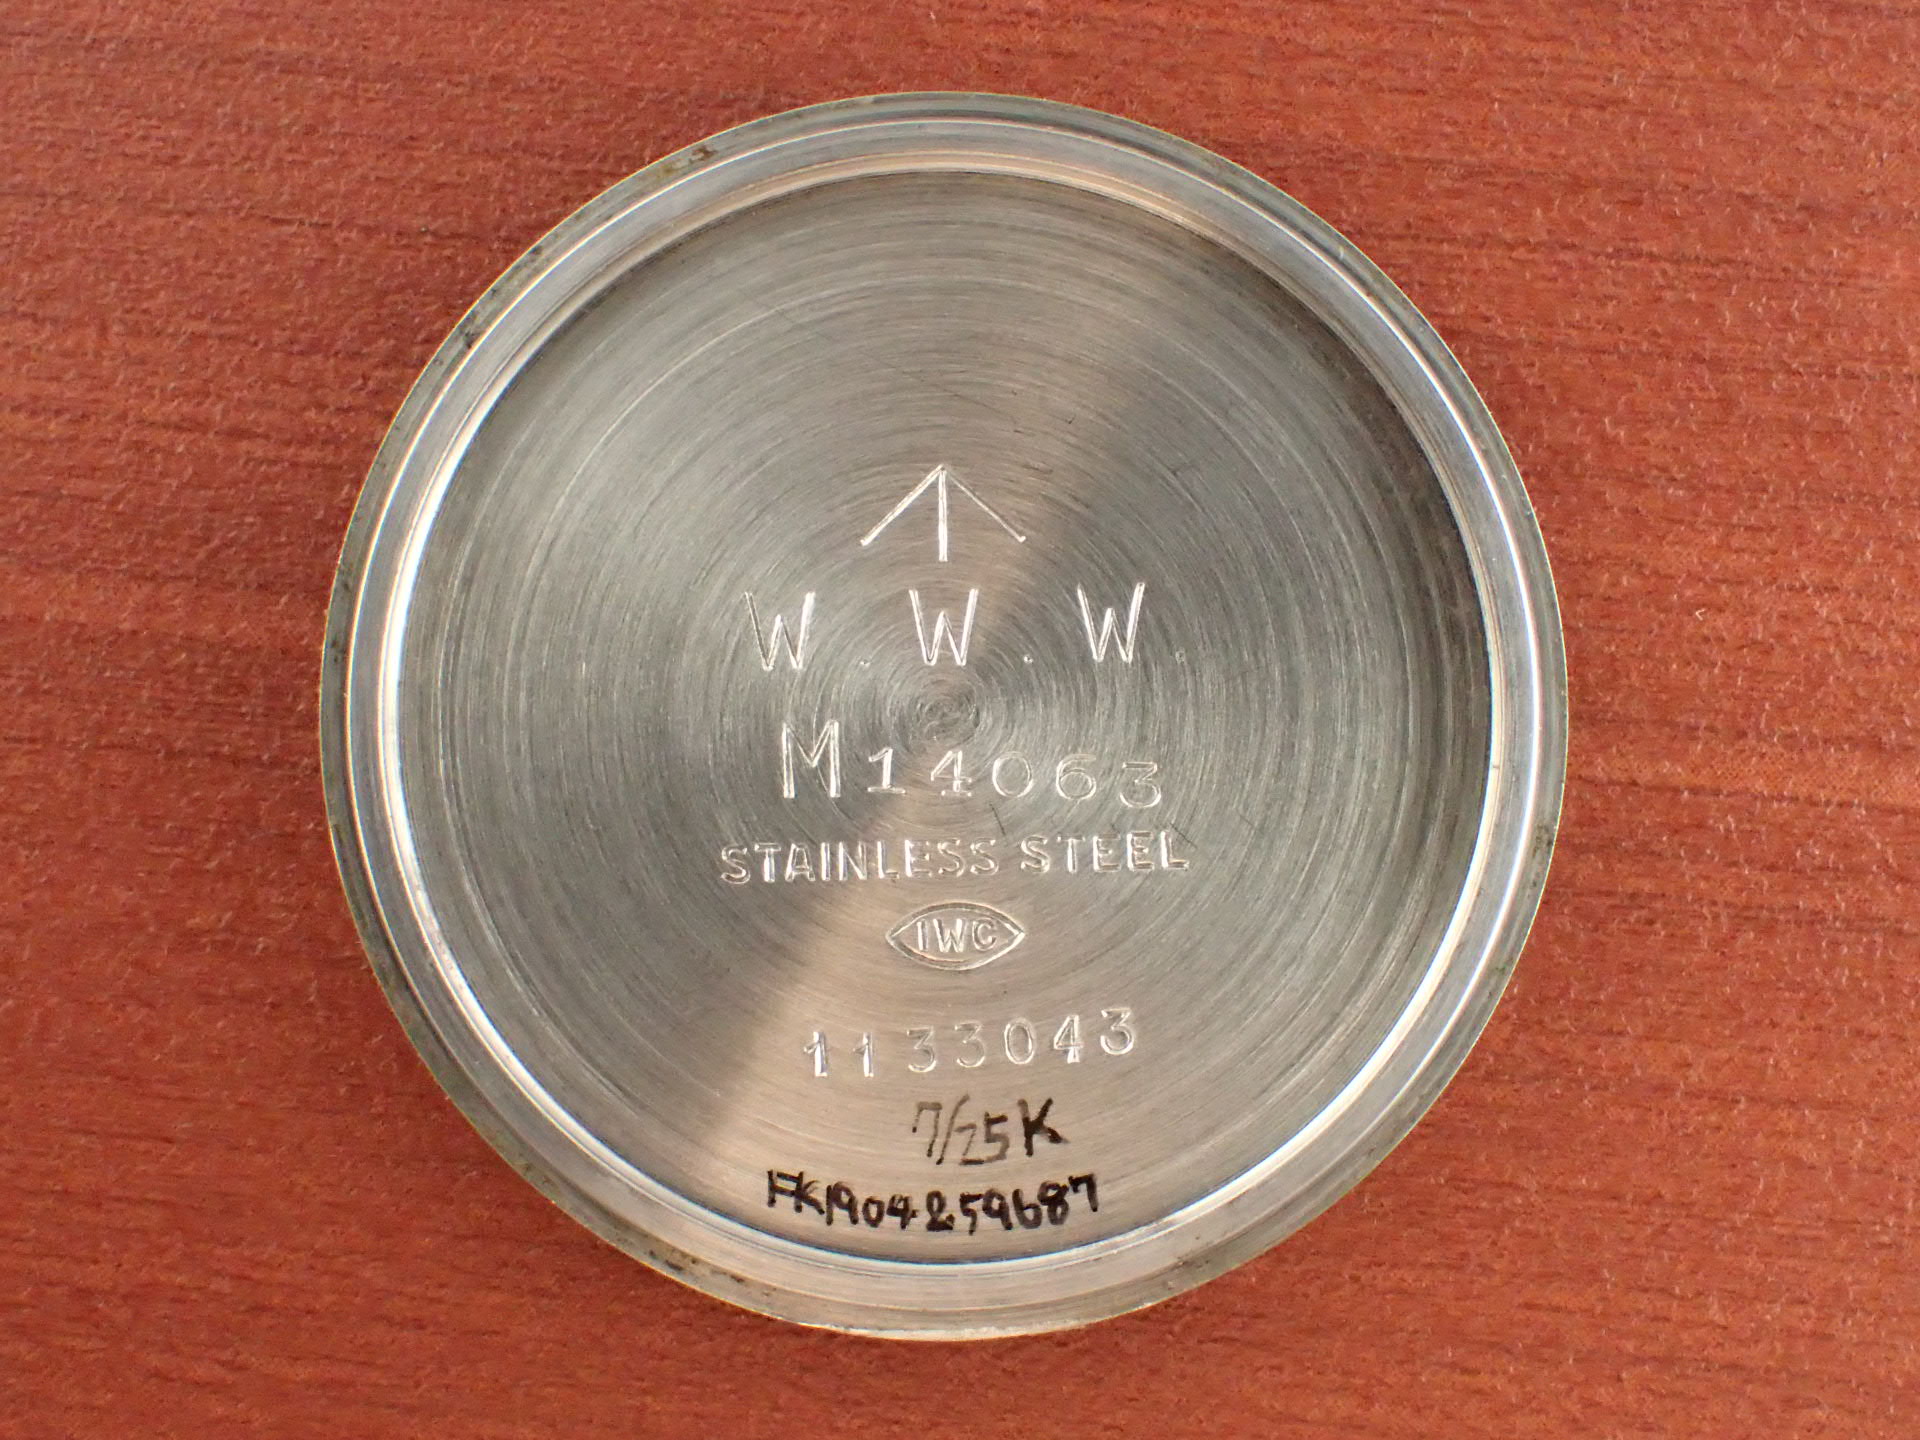 W. W. W.
M14063
STAINLESS STEEL
IWC
1133043
7/25K
FK1904259687